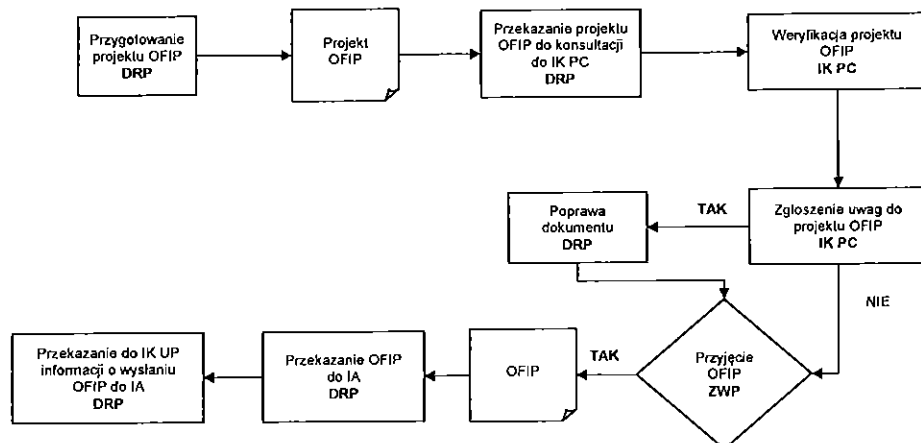 Przygotowanie
projektu OFIP
DRP
Projekt
OFIP
Przekazanie projektu
OFIP do konsultacji
do IK PC
DRP
Weryfikacja projektu
OFIP
IK PC
Poprawa
dokumentu
DRP
TAK
Zgłoszenie uwag do
projektu OFIP
IK PC
NIE
Przekazanie do IK UP
informacji o wysłaniu
OFIP do IA
DRP
Przekazanie OFIP
do IA
DRP
OFIP
TAK
Przyjęcie
OFIP
ZWP